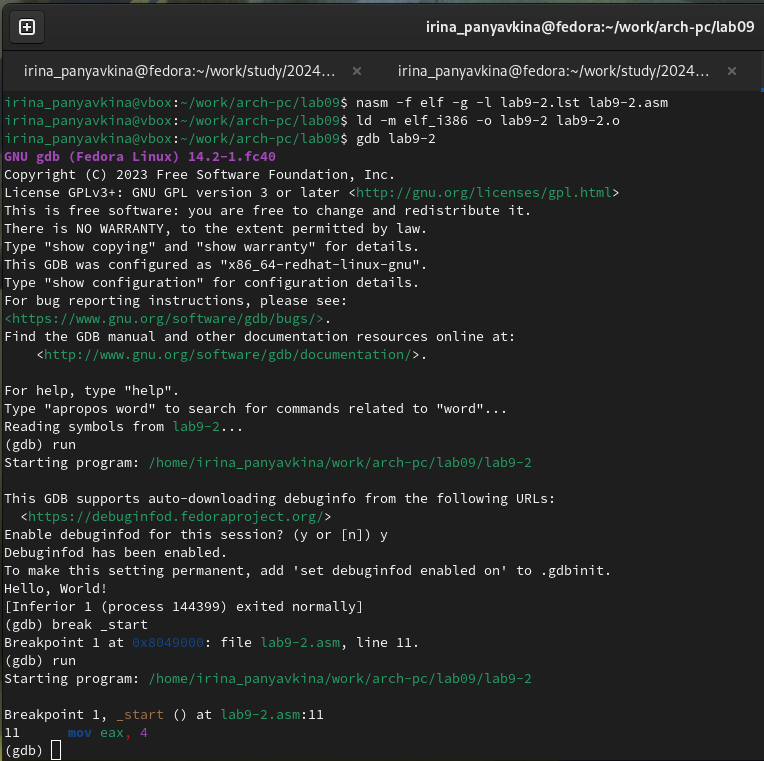 irina_panyavkina@fedora:~/work/arch-pc/lab09
irina_panyavkina@fedora:~/work/study/2024... × irina_panyavkina@fedora:~/work/study/2024... ×
irina_panyavkina@vbox:~/work/arch-pc/lab09$ nasm -f elf -g -l lab9-2.lst lab9-2.asm
irina_panyavkina@vbox:~/work/arch-pc/lab09$ ld -m elf_i386 -o lab9-2 lab9-2.o
irina_panyavkina@vbox:~/work/arch-pc/lab09$ gdb lab9-2
GNU gdb (Fedora Linux) 14.2-1.fc40
Copyright (C) 2023 Free Software Foundation, Inc.
License GPLv3+: GNU GPL version 3 or later <http://gnu.org/licenses/gpl.html>
This is free software: you are free to change and redistribute it.
There is NO WARRANTY, to the extent permitted by law.
Type "show copying" and "show warranty" for details.
This GDB was configured as "x86_64-redhat-linux-gnu".
Type "show configuration" for configuration details.
For bug reporting instructions, please see:
<https://www.gnu.org/software/gdb/bugs/>.
Find the GDB manual and other documentation resources online at:
    <http://www.gnu.org/software/gdb/documentation/>.

For help, type "help".
Type "apropos word" to search for commands related to "word"...
Reading symbols from lab9-2...
(gdb) run
Starting program: /home/irina_panyavkina/work/arch-pc/lab09/lab9-2

This GDB supports auto-downloading debuginfo from the following URLs:
  <https://debuginfod.fedoraproject.org/>
Enable debuginfod for this session? (y or [n]) y
Debuginfod has been enabled.
To make this setting permanent, add 'set debuginfod enabled on' to .gdbinit.
Hello, World!
[Inferior 1 (process 144399) exited normally]
(gdb) break _start
Breakpoint 1 at 0x8049000: file lab9-2.asm, line 11.
(gdb) run
Starting program: /home/irina_panyavkina/work/arch-pc/lab09/lab9-2

Breakpoint 1, _start () at lab9-2.asm:11
11      mov eax, 4
(gdb)